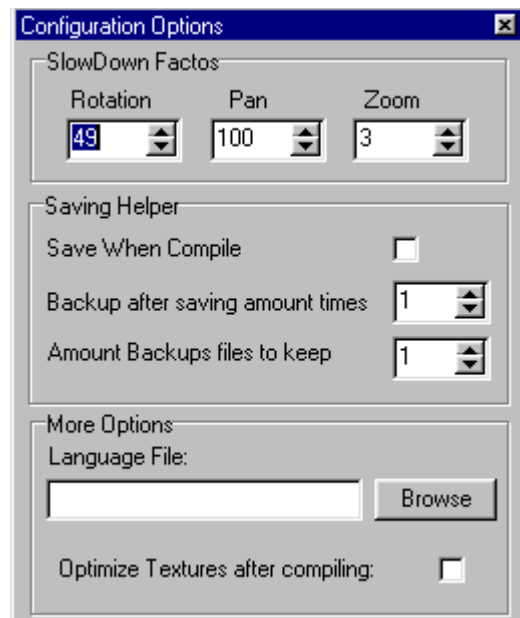 Configuration Options
SlowDown Factos
Rotation Pan Zoom
49 100 3
Saving Helper
Save When Compile
Backup after saving amount times 1
Amount Backups files to keep 1
More Options
Language File:
Browse
Optimize Textures after compiling: